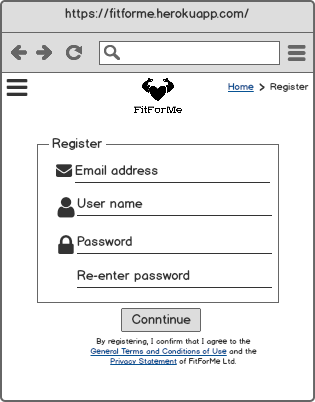 https://fitforme.herokuapp.com/
FitForMe
Home > Register
Register
Email address
User name
Password
Re-enter password
Conntinue
By registering, I confirm that I agree to the
General Terms and Conditions of Use and the
Privacy Statement of FitForMe Ltd.